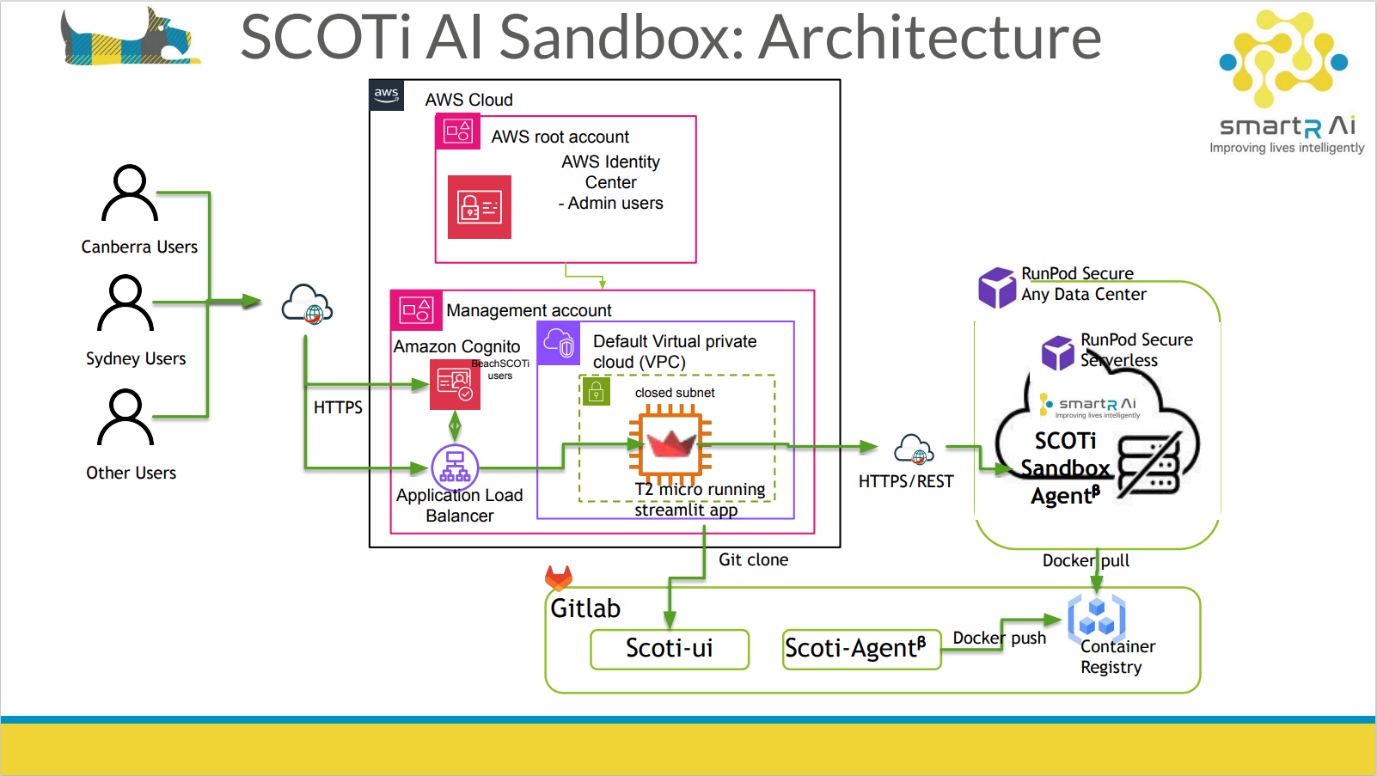 SCOTi AI Sandbox: Architecture
smartR Ai
Improving lives intelligently
aws
AWS Cloud
AWS root account
AWS Identity
Center
- Admin users
Canberra Users
Sydney Users
Other Users
HTTPS
Management account
Amazon Cognito
BeachSCOTi
users
Default Virtual private
cloud (VPC)
closed subnet
T2 micro running
streamlit app
Application Load
Balancer
HTTPS/REST
RunPod Secure
Any Data Center
RunPod Secure
Serverless
smartR Ai
Improving lives intelligently
SCOTi
Sandbox
Agentᵝ
Git clone
Docker pull
Gitlab
Scoti-ui
Scoti-Agentᵝ
Docker push
Container
Registry